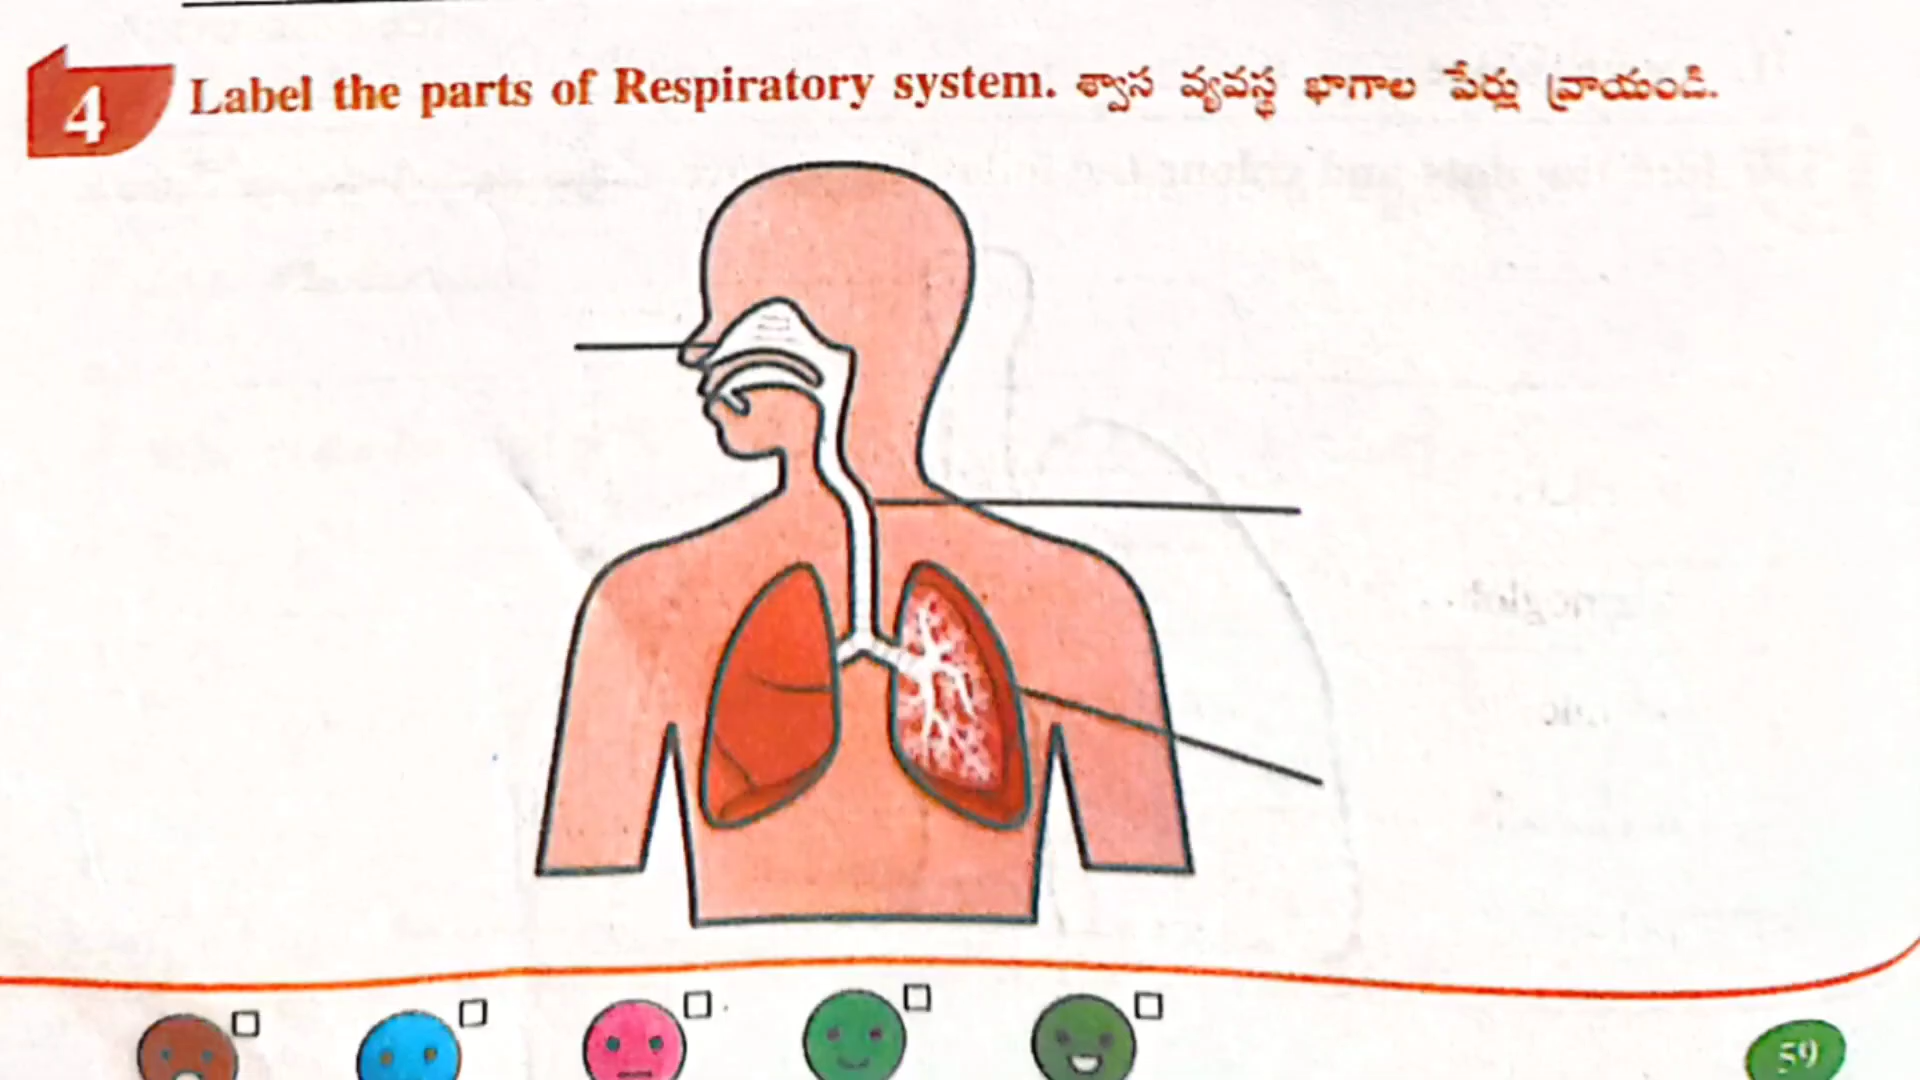 4 Label the parts of Respiratory system. శ్వాస వ్యవస్థ భాగాల పేర్లు వ్రాయండి.
59